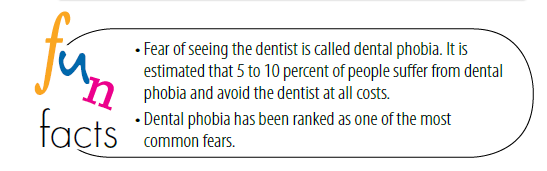 fun
facts
• Fear of seeing the dentist is called dental phobia. It is
estimated that 5 to 10 percent of people suffer from dental
phobia and avoid the dentist at all costs.
• Dental phobia has been ranked as one of the most
common fears.